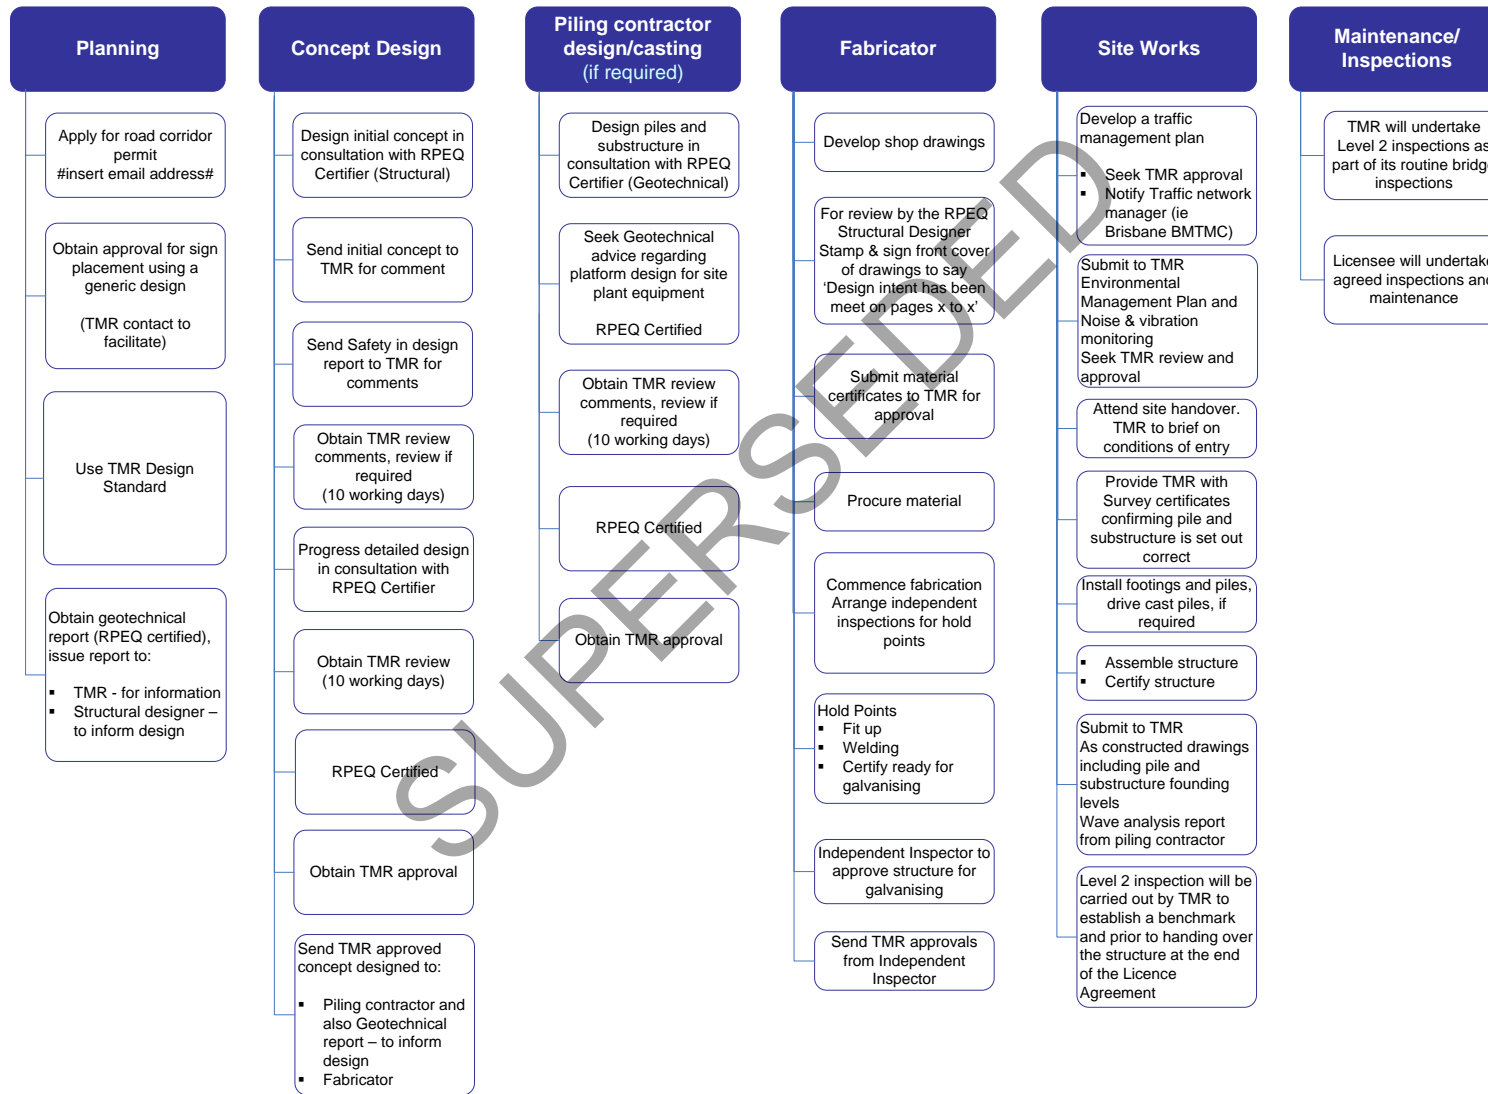 Planning
Apply for road corridor
permit
#insert email address#
Obtain approval for sign
placement using a
generic design
(TMR contact to
facilitate)
Use TMR Design
Standard
Obtain geotechnical
report (RPEQ certified),
issue report to:
▪ TMR - for information
▪ Structural designer –
to inform design
Concept Design
Design initial concept in
consultation with RPEQ
Certifier (Structural)
Send initial concept to
TMR for comment
Send Safety in design
report to TMR for
comments
Obtain TMR review
comments, review if
required
(10 working days)
Progress detailed design
in consultation with
RPEQ Certifier
Obtain TMR review
(10 working days)
RPEQ Certified
Obtain TMR approval
Send TMR approved
concept designed to:
▪ Piling contractor and
also Geotechnical
report – to inform
design
▪ Fabricator
Piling contractor
design/casting
(if required)
Design piles and
substructure in
consultation with RPEQ
Certifier (Geotechnical)
Seek Geotechnical
advice regarding
platform design for site
plant equipment
RPEQ Certified
Obtain TMR review
comments, review if
required
(10 working days)
RPEQ Certified
Obtain TMR approval
Fabricator
Develop shop drawings
For review by the RPEQ
Structural Designer
Stamp & sign front cover
of drawings to say
‘Design intent has been
meet on pages x to x’
Submit material
certificates to TMR for
approval
Procure material
Commence fabrication
Arrange independent
inspections for hold
points
Hold Points
▪ Fit up
▪ Welding
▪ Certify ready for
galvanising
Independent Inspector to
approve structure for
galvanising
Send TMR approvals
from Independent
Inspector
Site Works
Develop a traffic
management plan
▪ Seek TMR approval
▪ Notify Traffic network
manager (ie
Brisbane BMTMC)
Submit to TMR
Environmental
Management Plan and
Noise & vibration
monitoring
Seek TMR review and
approval
Attend site handover.
TMR to brief on
conditions of entry
Provide TMR with
Survey certificates
confirming pile and
substructure is set out
correct
Install footings and piles,
drive cast piles, if
required
▪ Assemble structure
▪ Certify structure
Submit to TMR
As constructed drawings
including pile and
substructure founding
levels
Wave analysis report
from piling contractor
Level 2 inspection will be
carried out by TMR to
establish a benchmark
and prior to handing over
the structure at the end
of the Licence
Agreement
Maintenance/
Inspections
TMR will undertake
Level 2 inspections as
part of its routine bridge
inspections
Licensee will undertake
agreed inspections and
maintenance
SUPERSEDED